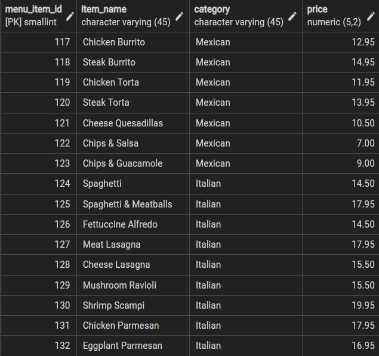 menu_item_id item_name category price
[PK] smallint character varying (45) character varying (45) numeric (5,2)
117 Chicken Burrito Mexican 12.95
118 Steak Burrito Mexican 14.95
119 Chicken Torta Mexican 11.95
120 Steak Torta Mexican 13.95
121 Cheese Quesadillas Mexican 10.50
122 Chips & Salsa Mexican 7.00
123 Chips & Guacamole Mexican 9.00
124 Spaghetti Italian 14.50
125 Spaghetti & Meatballs Italian 17.95
126 Fettuccine Alfredo Italian 14.50
127 Meat Lasagna Italian 17.95
128 Cheese Lasagna Italian 15.50
129 Mushroom Ravioli Italian 15.50
130 Shrimp Scampi Italian 19.95
131 Chicken Parmesan Italian 17.95
132 Eggplant Parmesan Italian 16.95